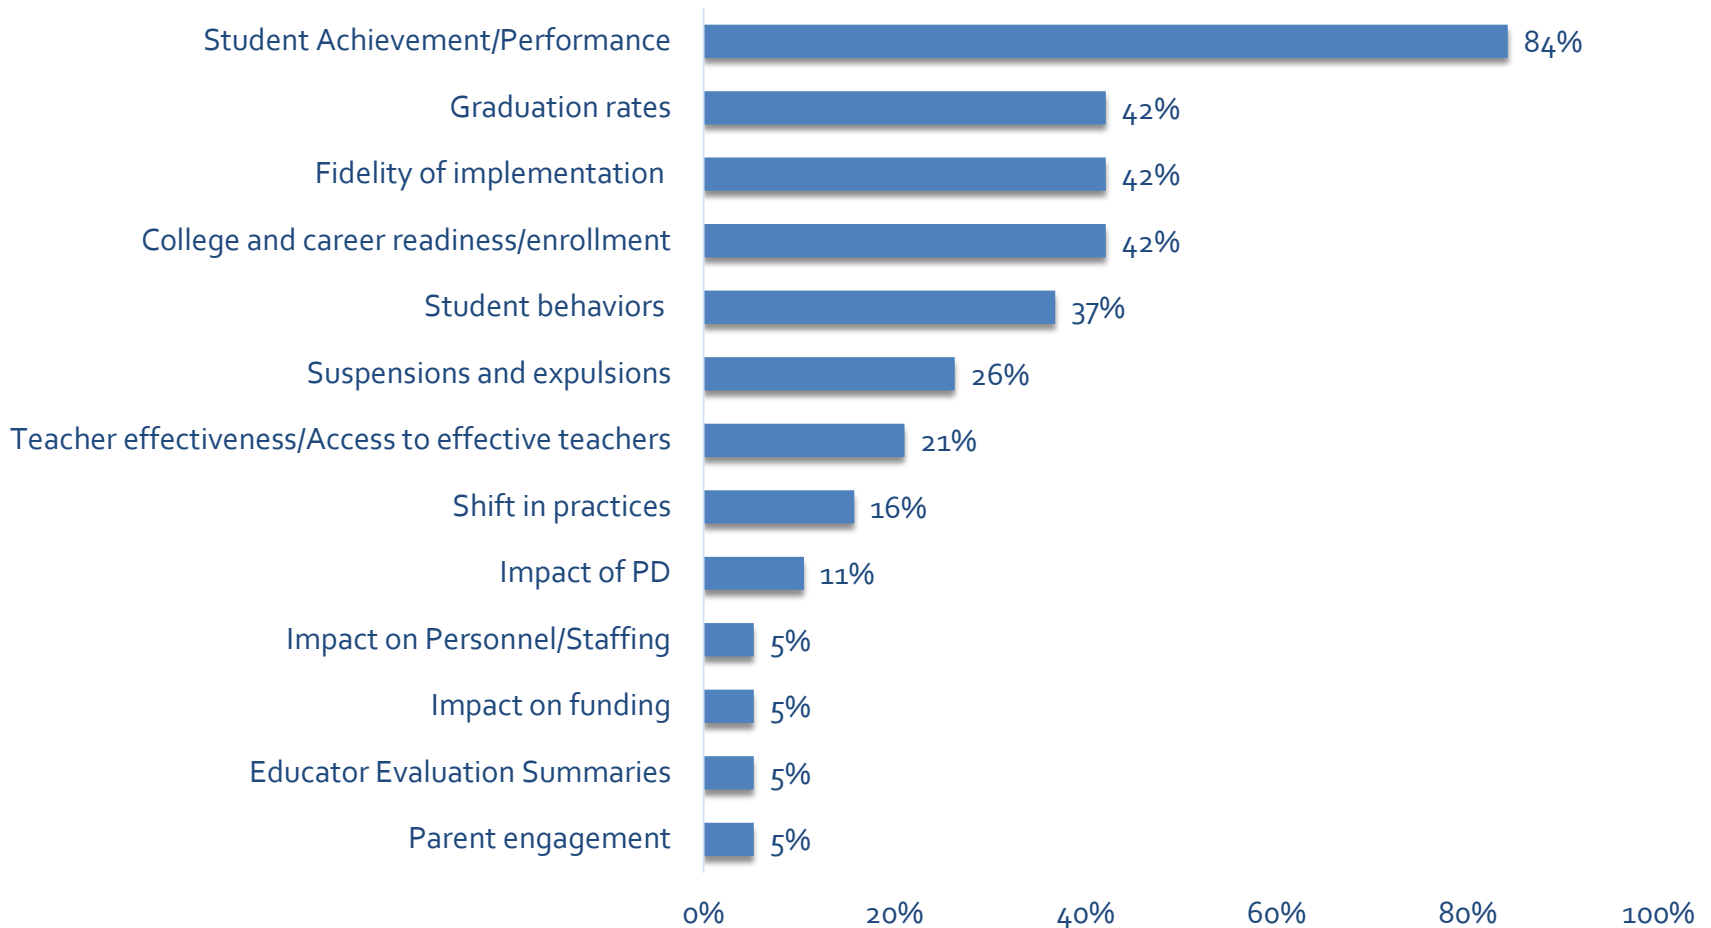 Student Achievement/Performance 84%
Graduation rates 42%
Fidelity of implementation 42%
College and career readiness/enrollment 42%
Student behaviors 37%
Suspensions and expulsions 26%
Teacher effectiveness/Access to effective teachers 21%
Shift in practices 16%
Impact of PD 11%
Impact on Personnel/Staffing 5%
Impact on funding 5%
Educator Evaluation Summaries 5%
Parent engagement 5%
0% 20% 40% 60% 80% 100%